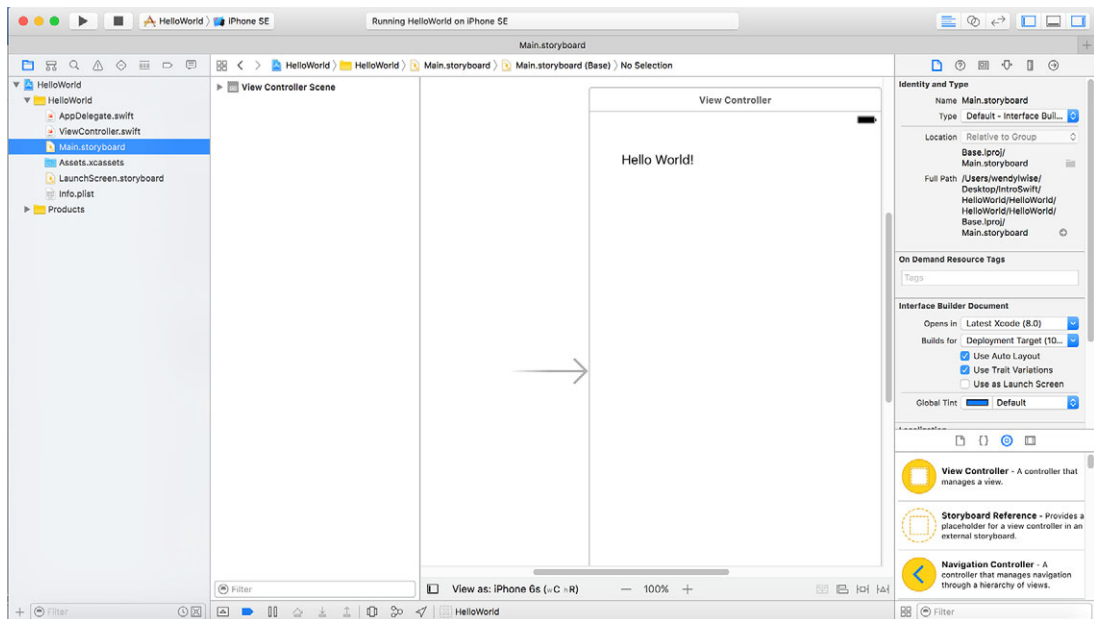 HelloWorld iPhone SE
Running HelloWorld on iPhone SE
Main.storyboard
HelloWorld HelloWorld Main.storyboard Main.storyboard (Base) No Selection
HelloWorld
HelloWorld
AppDelegate.swift
ViewController.swift
Main.storyboard
Assets.xcassets
LaunchScreen.storyboard
Info.plist
Products
Filter
View Controller Scene
Filter
View Controller
Hello World!
View as: iPhone 6s (wC hR)
100%
HelloWorld
Identity and Type
Name Main.storyboard
Type Default - Interface Buil...
Location Relative to Group
Base.lproj/
Main.storyboard
Full Path /Users/wendylwise/
Desktop/IntroSwift/
HelloWorld/HelloWorld/
HelloWorld/HelloWorld/
Base.lproj/
Main.storyboard
On Demand Resource Tags
Tags
Interface Builder Document
Opens in Latest Xcode (8.0)
Builds for Deployment Target (10...
Use Auto Layout
Use Trait Variations
Use as Launch Screen
Global Tint Default
View Controller - A controller that
manages a view.
Storyboard Reference - Provides a
placeholder for a view controller in an
external storyboard.
Navigation Controller - A
controller that manages navigation
through a hierarchy of views.
Filter